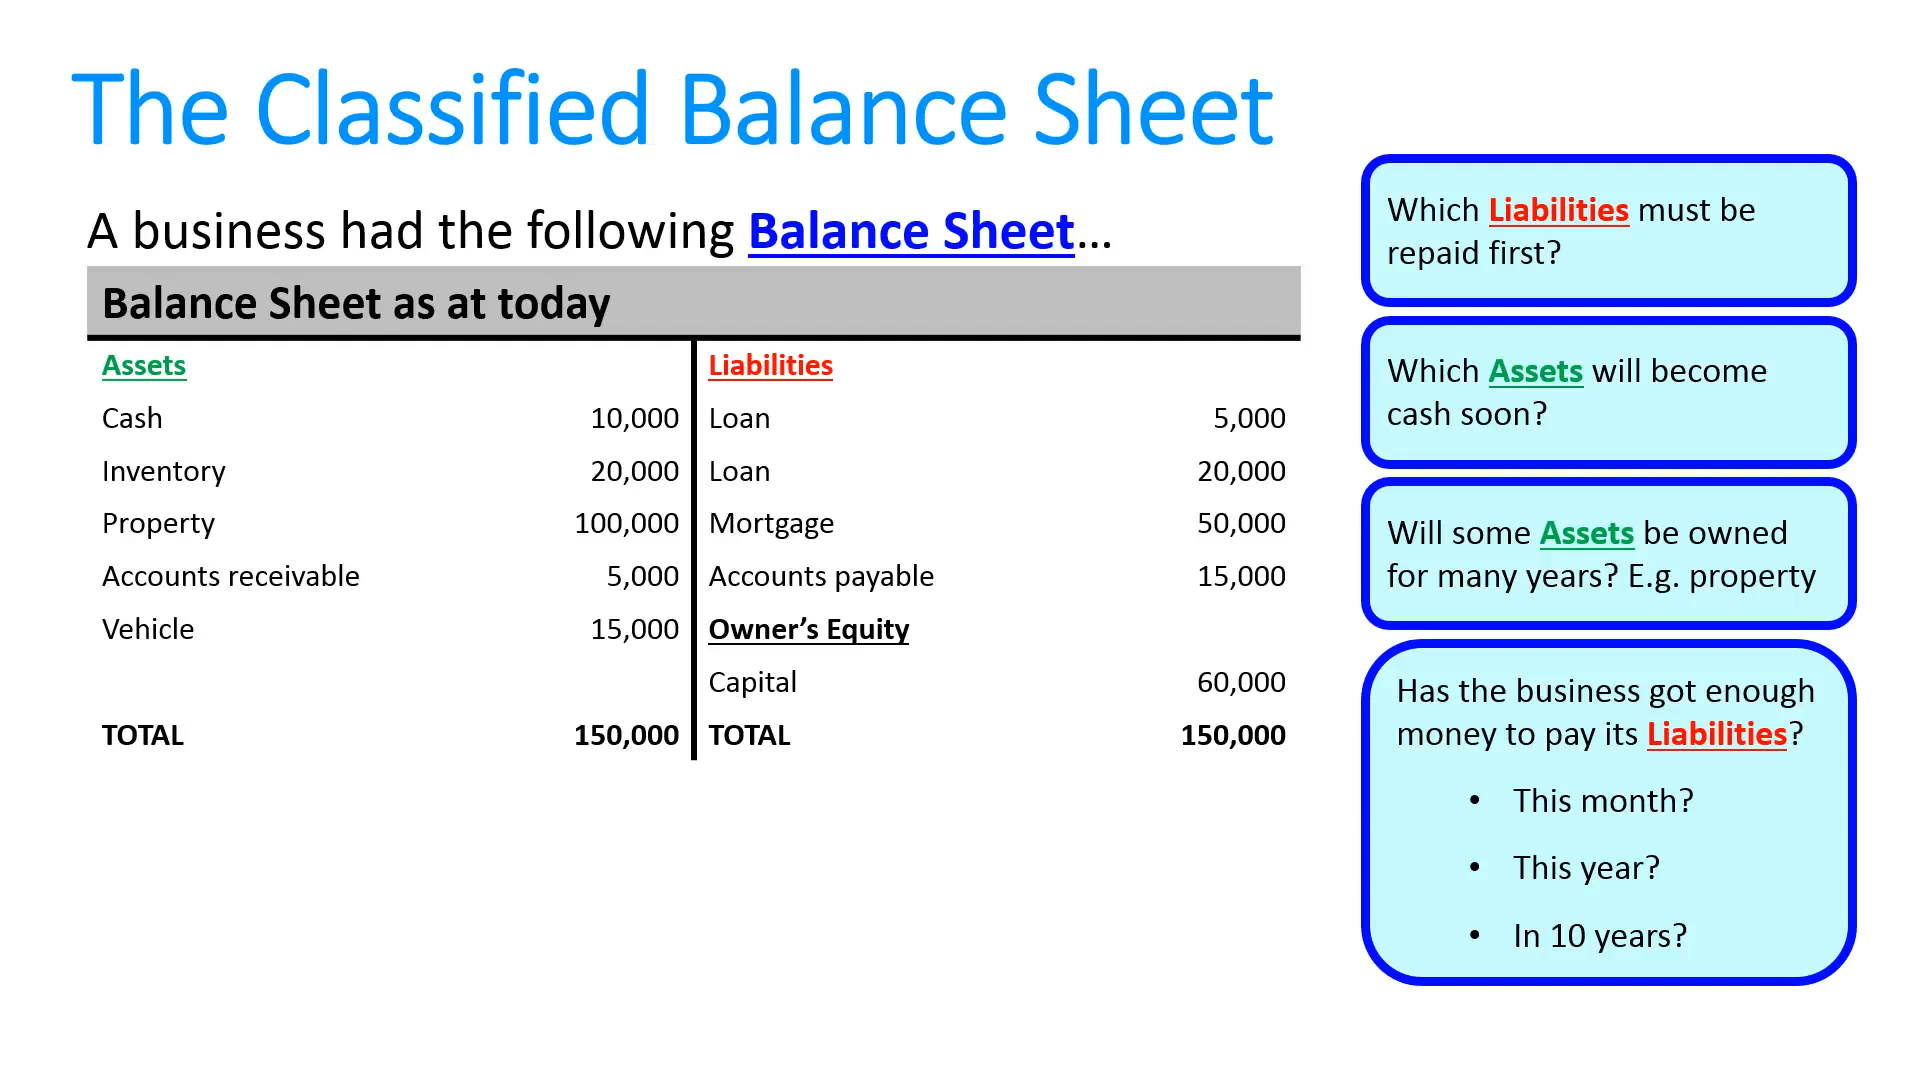 The Classified Balance Sheet
A business had the following Balance Sheet...
Balance Sheet as at today
Assets Liabilities
Cash 10,000 Loan 5,000
Inventory 20,000 Loan 20,000
Property 100,000 Mortgage 50,000
Accounts receivable 5,000 Accounts payable 15,000
Vehicle 15,000 Owner’s Equity
Capital 60,000
TOTAL 150,000 TOTAL 150,000
Which Liabilities must be
repaid first?
Which Assets will become
cash soon?
Will some Assets be owned
for many years? E.g. property
Has the business got enough
money to pay its Liabilities?
• This month?
• This year?
• In 10 years?